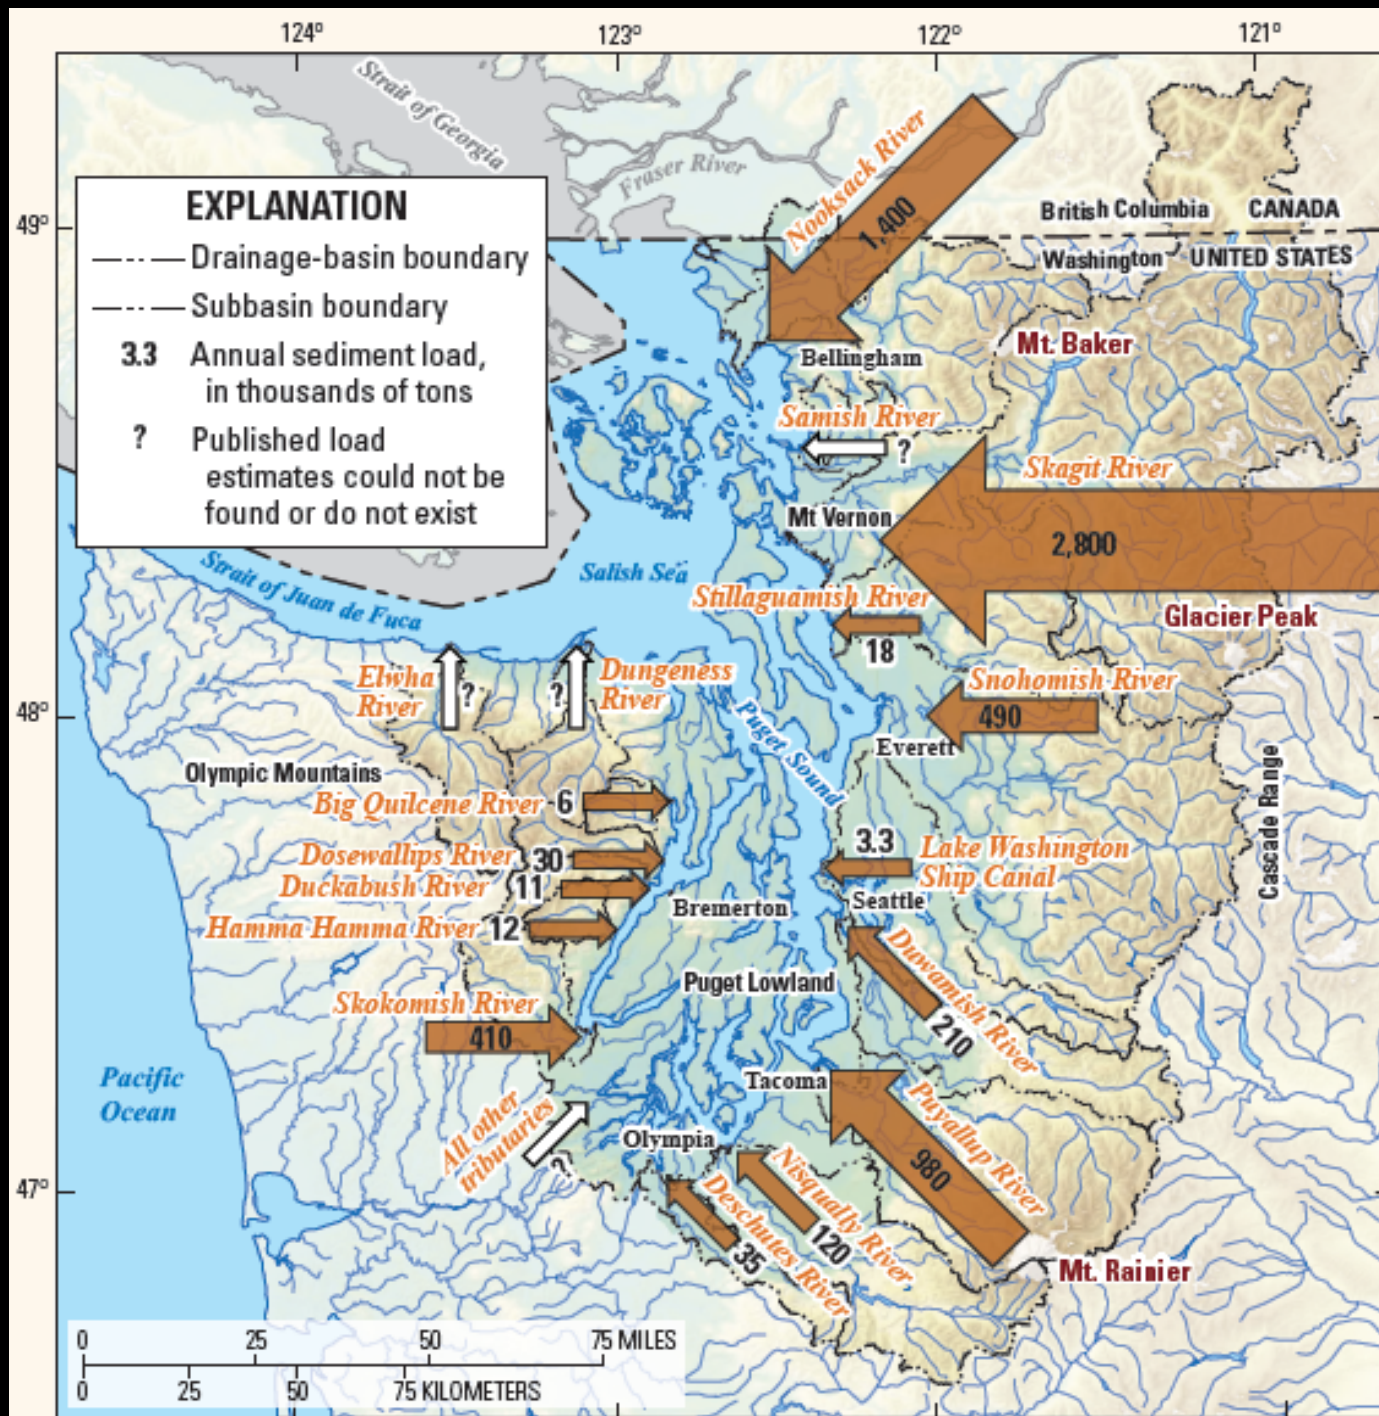 124°
123°
122°
121°
Strait of Georgia
Fraser River
Nooksack River
1,400
49°
British Columbia
CANADA
Washington
UNITED STATES
EXPLANATION
Drainage-basin boundary
Subbasin boundary
3.3 Annual sediment load,
in thousands of tons
? Published load
estimates could not be
found or do not exist
Bellingham
Mt. Baker
Samish River
?
Skagit River
2,800
Mt Vernon
Strait of Juan de Fuca
Salish Sea
Stillaguamish River
18
Glacier Peak
Elwha
River
?
?
Dungeness
River
Snohomish River
490
48°
Puget Sound
Everett
Olympic Mountains
Cascade Range
Big Quilcene River
6
Dosewallips River
30
Duckabush River
11
Hamma Hamma River
12
3.3
Lake Washington
Ship Canal
Seattle
Bremerton
Duwamish River
210
Puget Lowland
Skokomish River
410
Pacific
Ocean
Tacoma
Puyallup River
980
All other
tributaries
?
Olympia
47°
Nisqually River
120
Deschutes River
35
Mt. Rainier
0 25 50 75 MILES
0 25 50 75 KILOMETERS